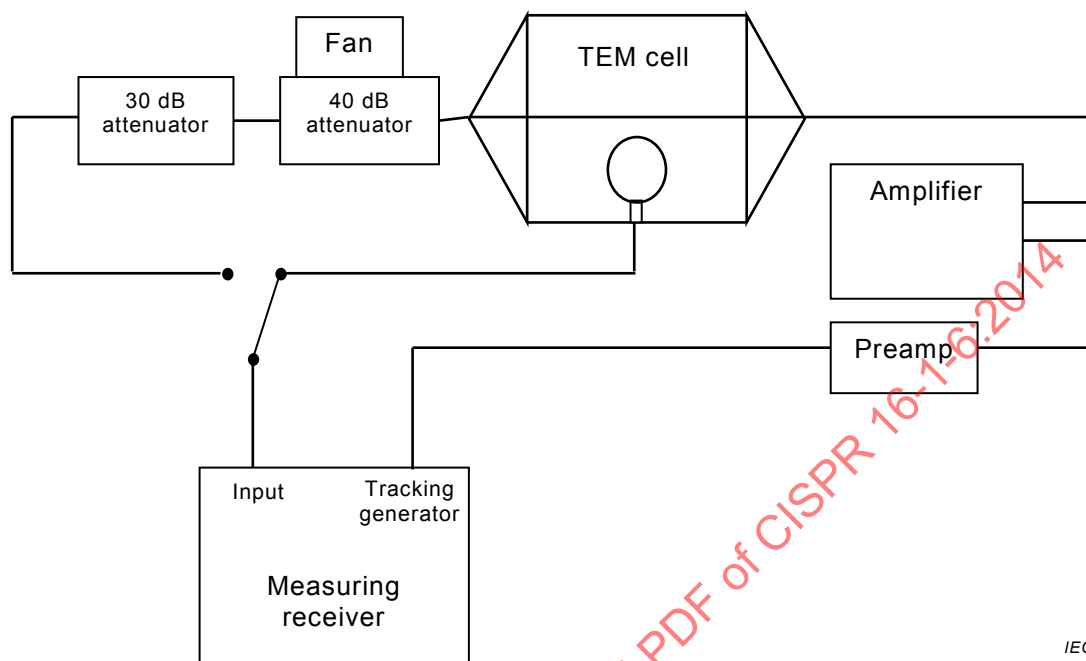 Fan
TEM cell
30 dB
attenuator
40 dB
attenuator
Amplifier
Preamp
Input
Tracking
generator
Measuring
receiver
PDF of CISPR 16-1-6:2014
IEC